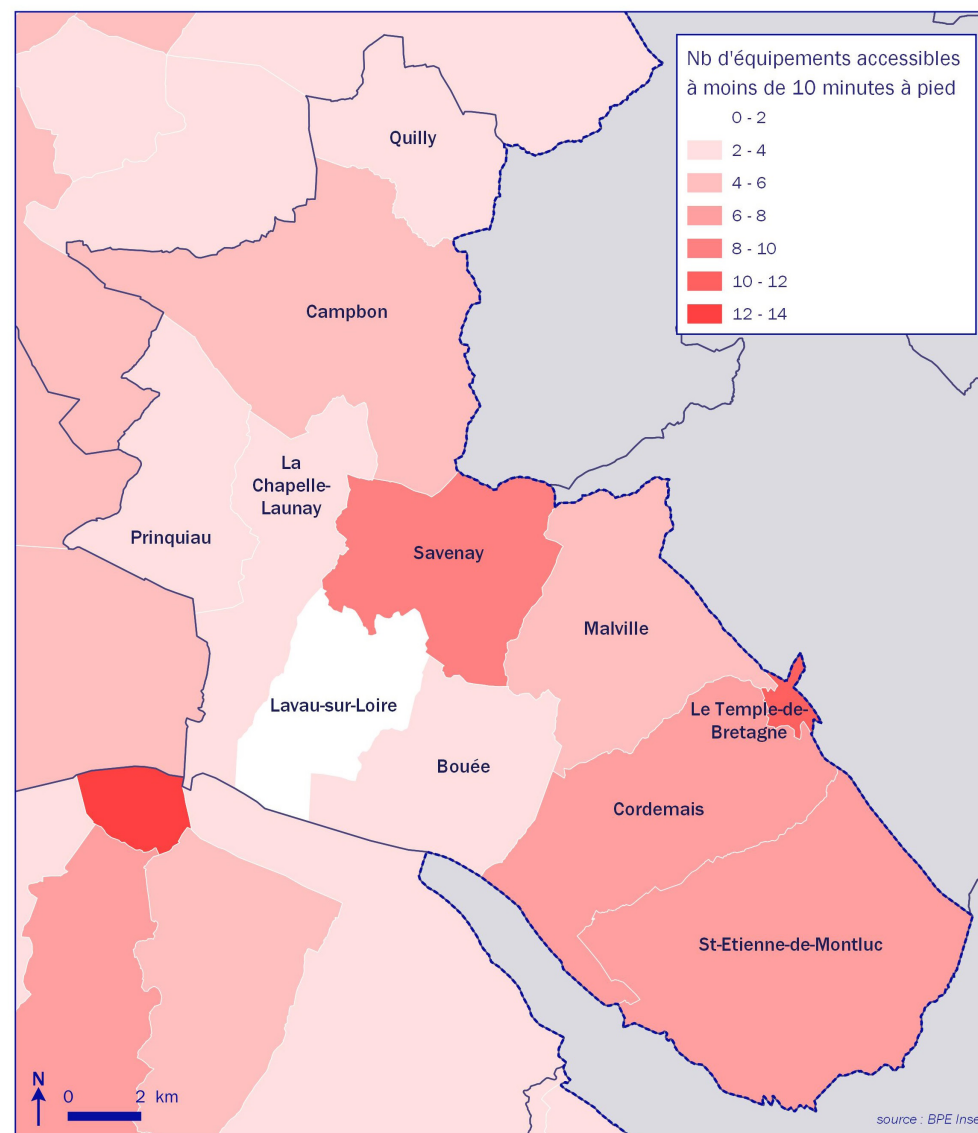 Nb d'équipements accessibles
à moins de 10 minutes à pied
0 - 2
2 - 4
4 - 6
6 - 8
8 - 10
10 - 12
12 - 14
Quilly
Campbon
La
Chapelle-
Launay
Prinquiau
Savenay
Malville
Lavau-sur-Loire
Le Temple-de-
Bretagne
Bouée
Cordemais
St-Etienne-de-Montluc
N
0 2 km
source : BPE Inse